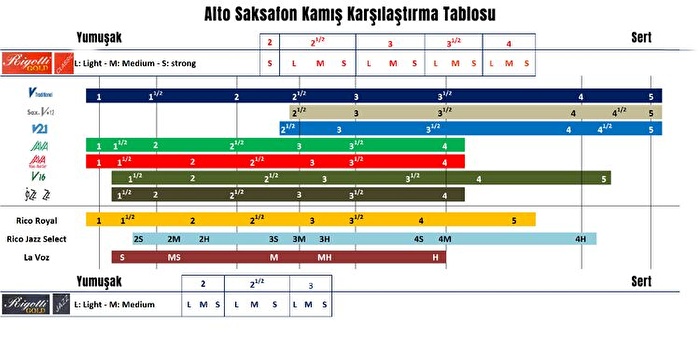 Alto Saksafon Kamış Karşılaştırma Tablosu
Yumuşak Sert
2 2 1/2 3 3 1/2 4
Rigotti GOLD CLASSIC L: Light - M: Medium - S: strong S L M S L M S L M S L M S
V Traditional 1 1 1/2 2 2 1/2 3 3 1/2 4 5
V12 2 1/2 3 3 1/2 4 4 1/2 5
V21 2 1/2 3 3 1/2 4 4 1/2 5
JAVA 1 1 1/2 2 2 1/2 3 3 1/2 4
JAVA 1 1 1/2 2 2 1/2 3 3 1/2 4
V16 1 1/2 2 2 1/2 3 3 1/2 4 5
1 1/2 2 2 1/2 3 3 1/2 4
Rico Royal 1 1 1/2 2 2 1/2 3 3 1/2 4 5
Rico Jazz Select 2S 2M 2H 3S 3M 3H 4S 4M 4H
La Voz S MS M MH H
Yumuşak Sert
2 2 1/2 3
Rigotti GOLD JAZZ L: Light - M: Medium L M S L M S L M S